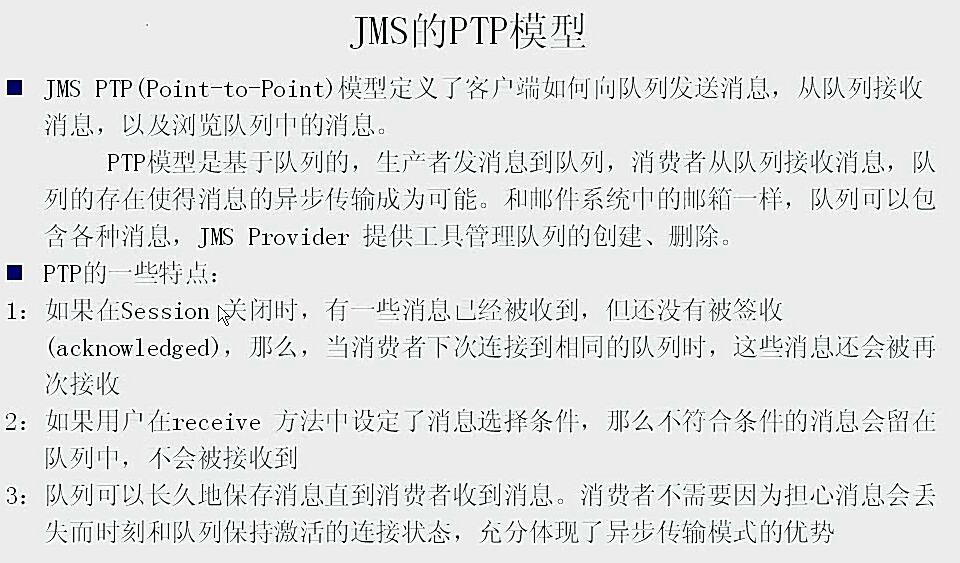 JMS的PTP模型
■ JMS PTP(Point-to-Point)模型定义了客户端如何向队列发送消息，从队列接收
消息，以及浏览队列中的消息。
PTP模型是基于队列的，生产者发消息到队列，消费者从队列接收消息，队
列的存在使得消息的异步传输成为可能。和邮件系统中的邮箱一样，队列可以包
含各种消息，JMS Provider 提供工具管理队列的创建、删除。
■ PTP的一些特点：
1：如果在Session 关闭时，有一些消息已经被收到，但还没有被签收
(acknowledged)，那么，当消费者下次连接到相同的队列时，这些消息还会被再
次接收
2：如果用户在receive 方法中设定了消息选择条件，那么不符合条件的消息会留在
队列中，不会被接收到
3：队列可以长久地保存消息直到消费者收到消息。消费者不需要因为担心消息会丢
失而时刻和队列保持激活的连接状态，充分体现了异步传输模式的优势